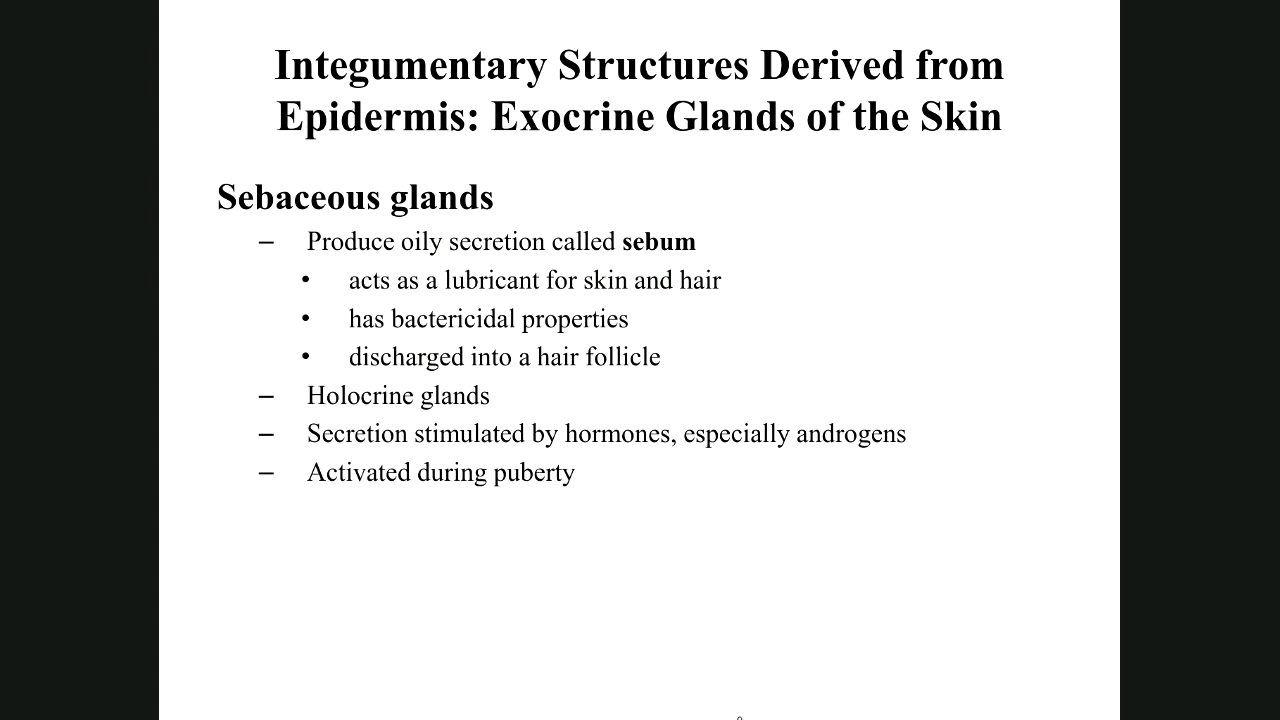 Integumentary Structures Derived from
Epidermis: Exocrine Glands of the Skin
Sebaceous glands
– Produce oily secretion called sebum
• acts as a lubricant for skin and hair
• has bactericidal properties
• discharged into a hair follicle
– Holocrine glands
– Secretion stimulated by hormones, especially androgens
– Activated during puberty